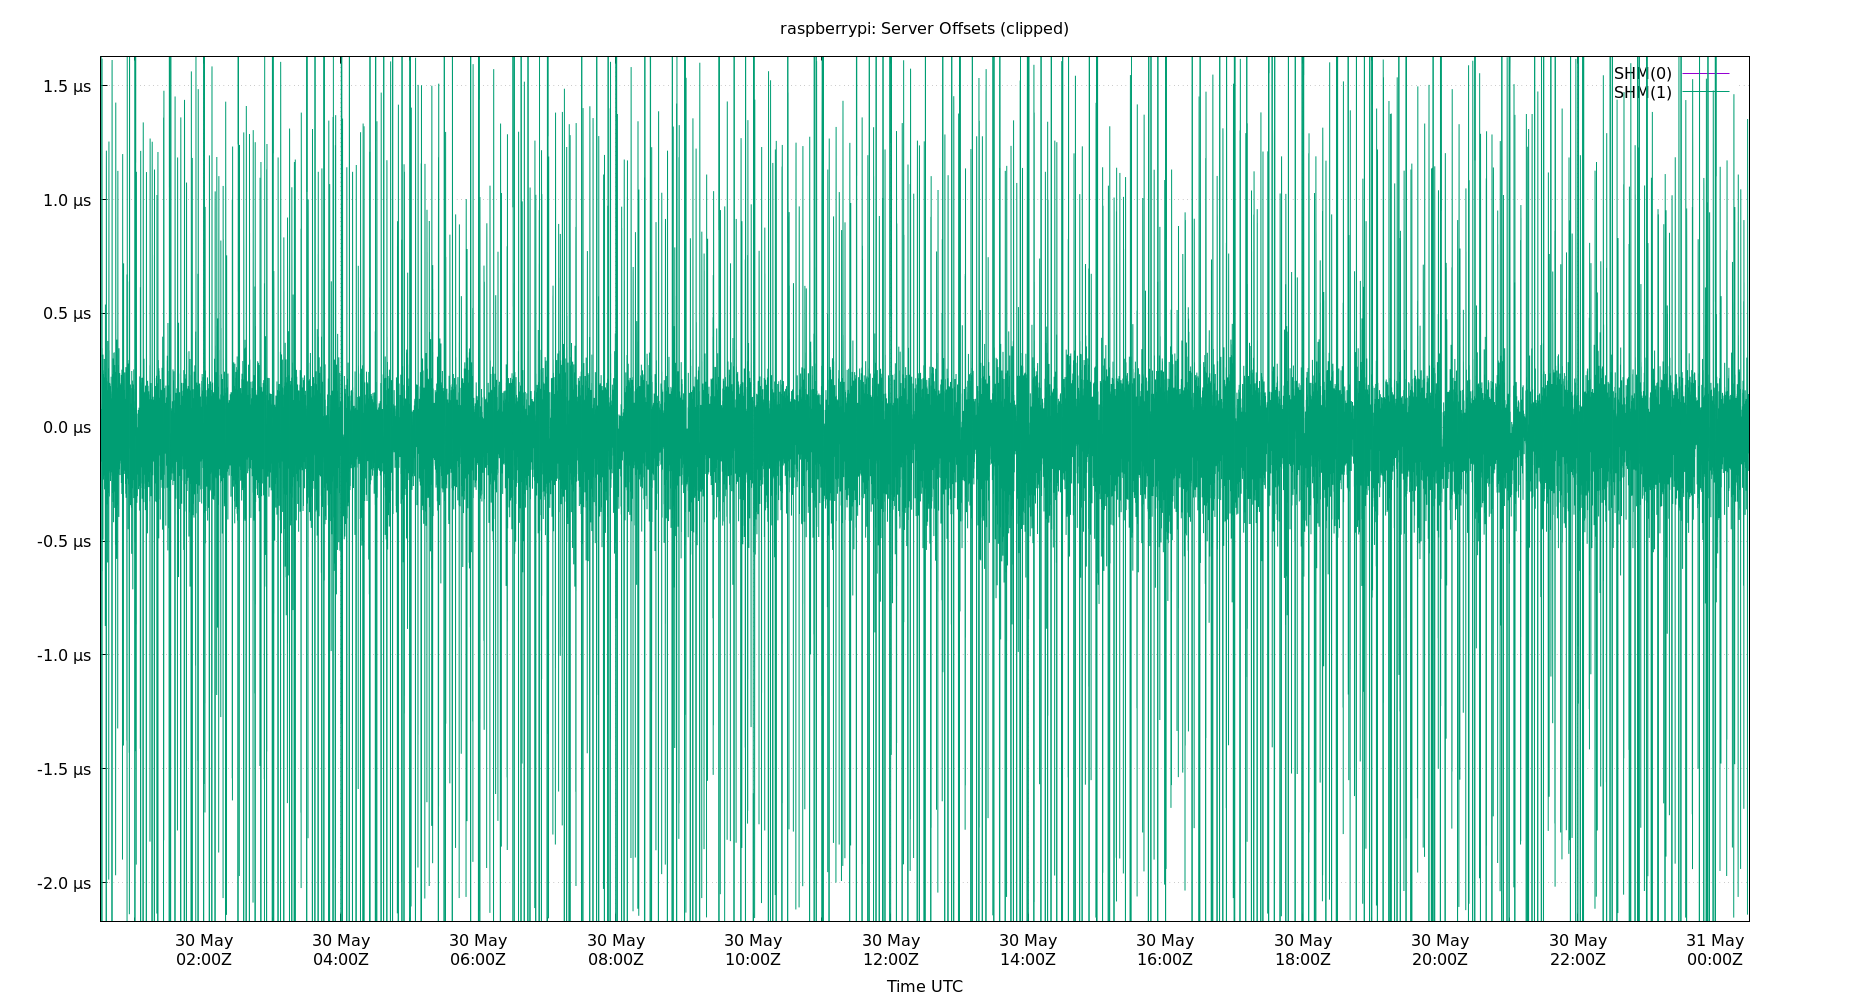 raspberrypi: Server Offsets (clipped)
SHM(0)
SHM(1)
1.5 µs
1.0 µs
0.5 µs
0.0 µs
-0.5 µs
-1.0 µs
-1.5 µs
-2.0 µs
30 May 30 May 30 May 30 May 30 May 30 May 30 May 30 May 30 May 30 May 30 May 31 May
02:00Z 04:00Z 06:00Z 08:00Z 10:00Z 12:00Z 14:00Z 16:00Z 18:00Z 20:00Z 22:00Z 00:00Z
Time UTC